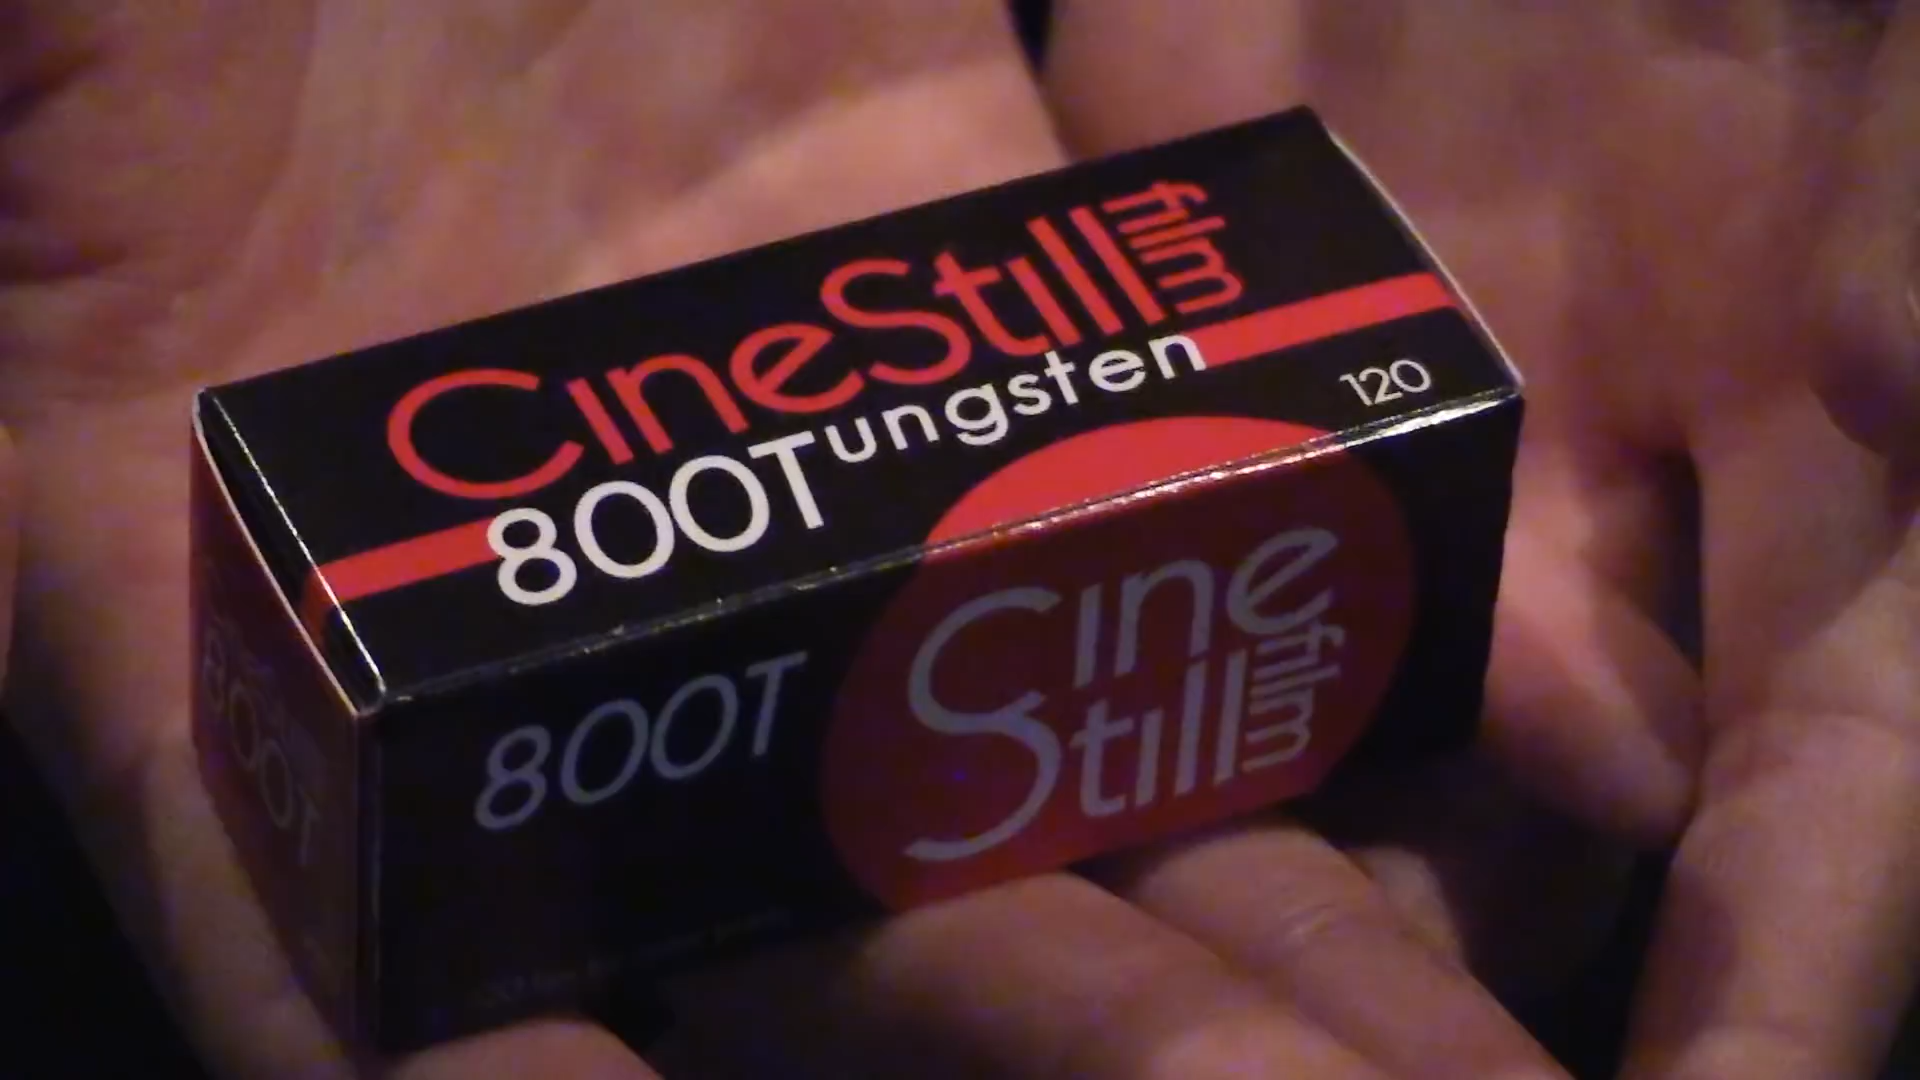 CineStill film
800Tungsten
120
800T
Cine
Still film
800T